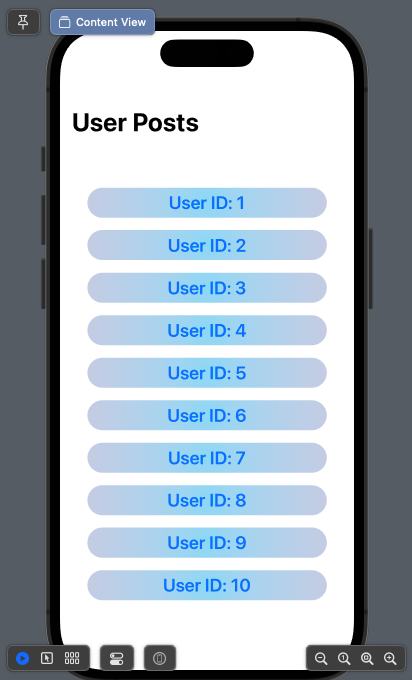 Content View
User Posts
User ID: 1
User ID: 2
User ID: 3
User ID: 4
User ID: 5
User ID: 6
User ID: 7
User ID: 8
User ID: 9
User ID: 10